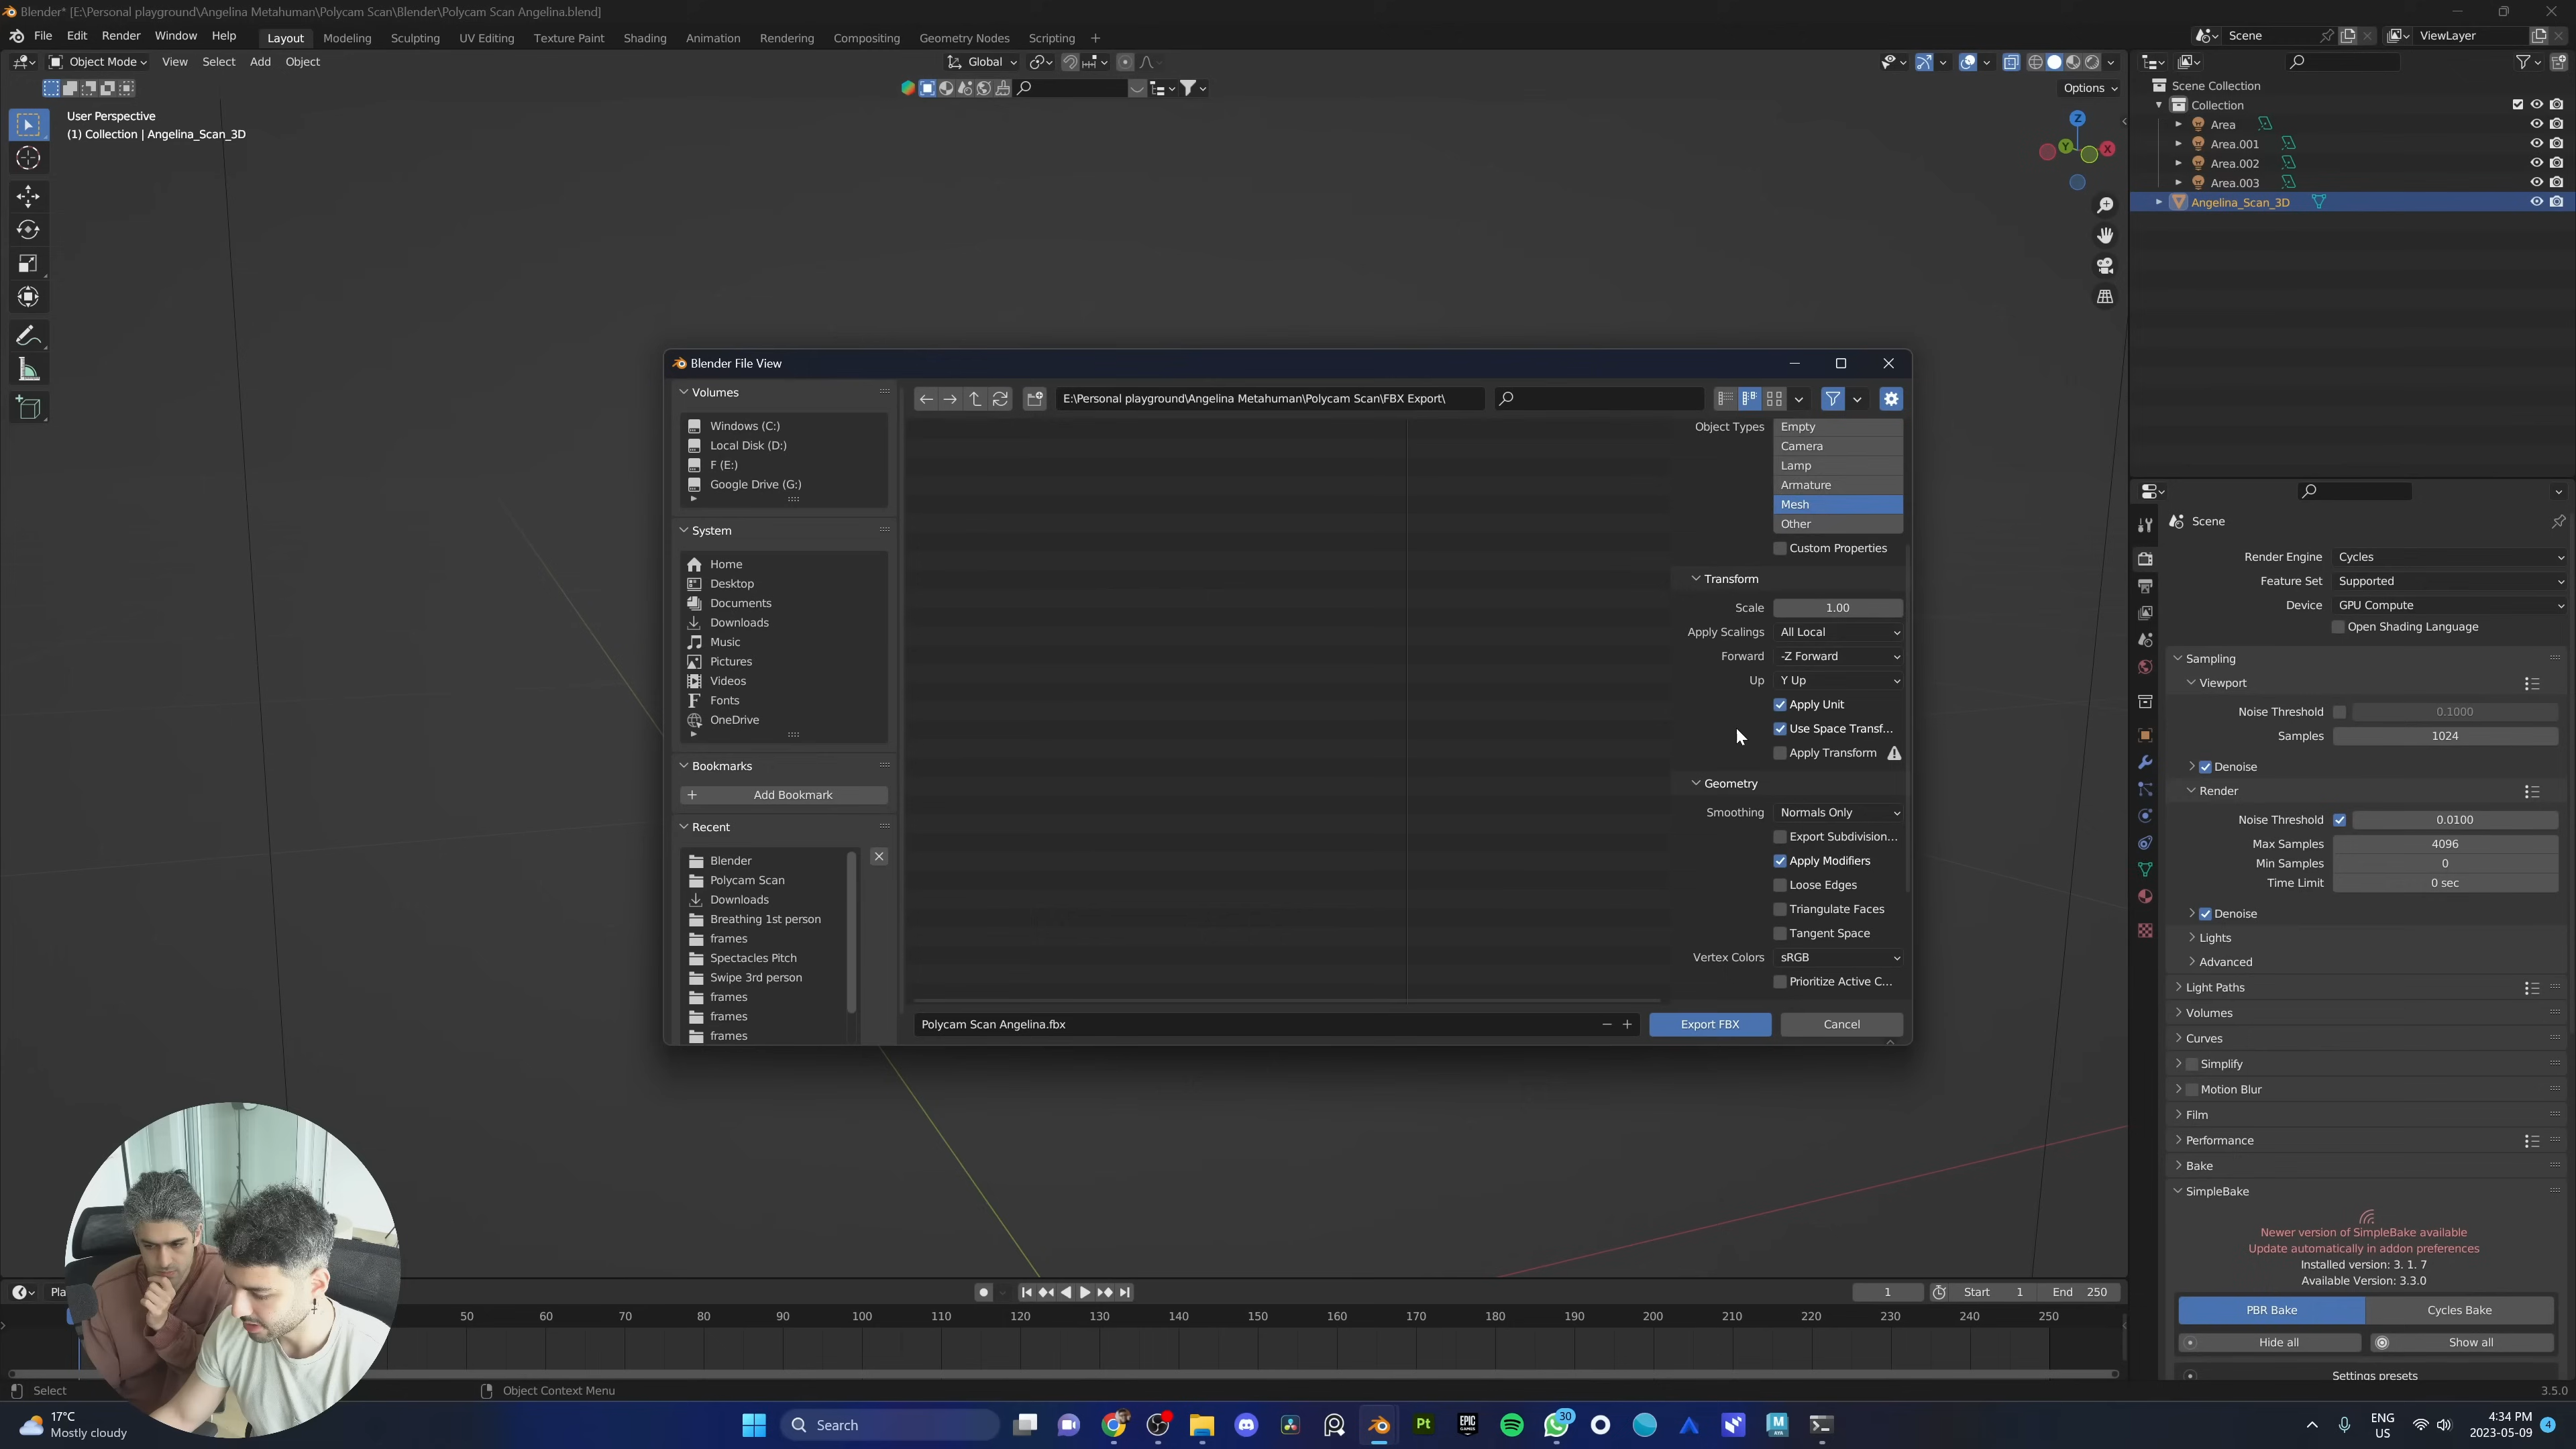 Blender* [E:\Personal playground\Angelina Metahuman\Polycam Scan\Blender\Polycam Scan Angelina.blend]
File Edit Render Window Help Layout Modeling Sculpting UV Editing Texture Paint Shading Animation Rendering Compositing Geometry Nodes Scripting + Scene ViewLayer
Object Mode View Select Add Object Global
Options
User Perspective
(1) Collection | Angelina_Scan_3D
Z
Y
X
Scene Collection
Collection
Area
Area.001
Area.002
Area.003
Angelina_Scan_3D
Blender File View
Volumes
Windows (C:)
Local Disk (D:)
F (E:)
Google Drive (G:)
System
Home
Desktop
Documents
Downloads
Music
Pictures
Videos
Fonts
OneDrive
Bookmarks
Add Bookmark
Recent
Blender
Polycam Scan
Downloads
Breathing 1st person
frames
Spectacles Pitch
Swipe 3rd person
frames
frames
frames
E:\Personal playground\Angelina Metahuman\Polycam Scan\FBX Export\
Object Types Empty
Camera
Lamp
Armature
Mesh
Other
Custom Properties
Transform
Scale 1.00
Apply Scalings All Local
Forward -Z Forward
Up Y Up
Apply Unit
Use Space Transf...
Apply Transform
Geometry
Smoothing Normals Only
Export Subdivision...
Apply Modifiers
Loose Edges
Triangulate Faces
Tangent Space
Vertex Colors sRGB
Prioritize Active C...
Polycam Scan Angelina.fbx
Export FBX Cancel
Scene
Render Engine Cycles
Feature Set Supported
Device GPU Compute
Open Shading Language
Sampling
Viewport
Noise Threshold 0.1000
Samples 1024
Denoise
Render
Noise Threshold 0.0100
Max Samples 4096
Min Samples 0
Time Limit 0 sec
Denoise
Lights
Advanced
Light Paths
Volumes
Curves
Simplify
Motion Blur
Film
Performance
Bake
SimpleBake
Newer version of SimpleBake available
Update automatically in addon preferences
Installed version: 3. 1. 7
Available Version: 3.3.0
PBR Bake Cycles Bake
Hide all Show all
Settings presets
Pla 1 Start 1 End 250
50 60 70 80 90 100 110 120 130 140 150 160 170 180 190 200 210 220 230 240 250
Select Object Context Menu 3.5.0
17°C
Mostly cloudy
Search
Pt
EPIC
GAMES
30
M
ENG
US
4:34 PM
2023-05-09
4